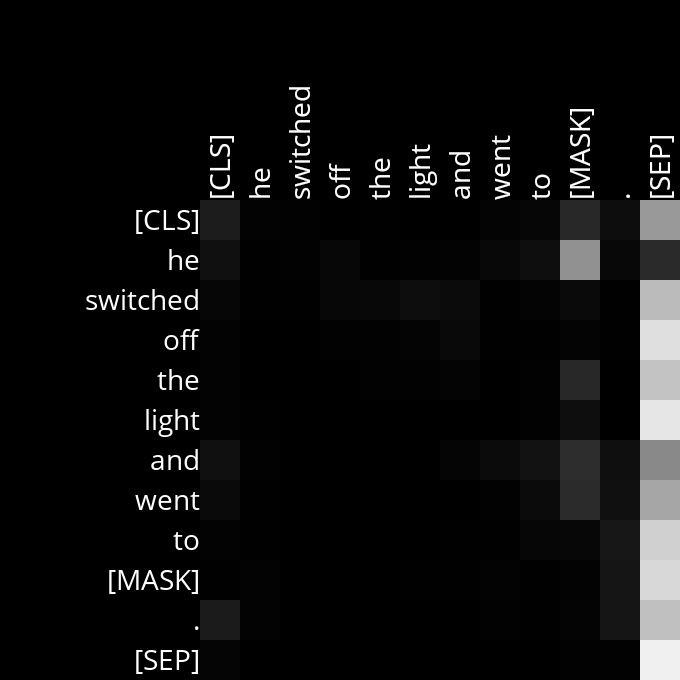 [CLS] he switched off the light and went to [MASK] . [SEP]
[CLS]
he
switched
off
the
light
and
went
to
[MASK]
.
[SEP]